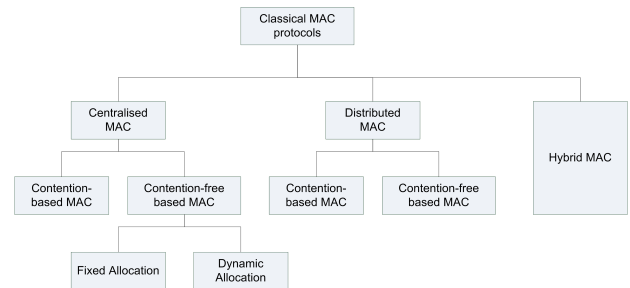 Classical MAC
protocols
Centralised
MAC
Distributed
MAC
Hybrid MAC
Contention-
based MAC
Contention-free
based MAC
Contention-
based MAC
Contention-free
based MAC
Fixed Allocation
Dynamic
Allocation